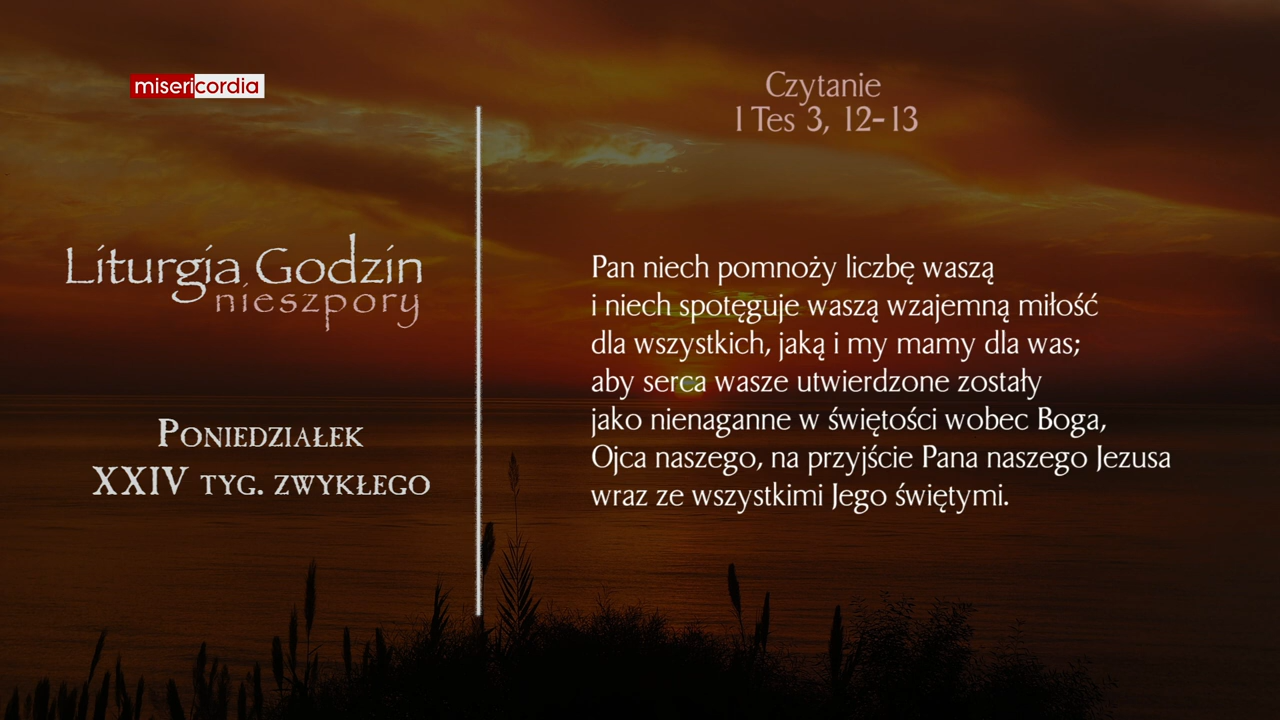 misericordia
Liturgia Godzin
nieszpory
Poniedziałek
XXIV tyg. zwykłego
Czytanie
1 Tes 3, 12-13
Pan niech pomnoży liczbę waszą
i niech spotęguje waszą wzajemną miłość
dla wszystkich, jaką i my mamy dla was;
aby serca wasze utwierdzone zostały
jako nienaganne w świętości wobec Boga,
Ojca naszego, na przyjście Pana naszego Jezusa
wraz ze wszystkimi Jego świętymi.